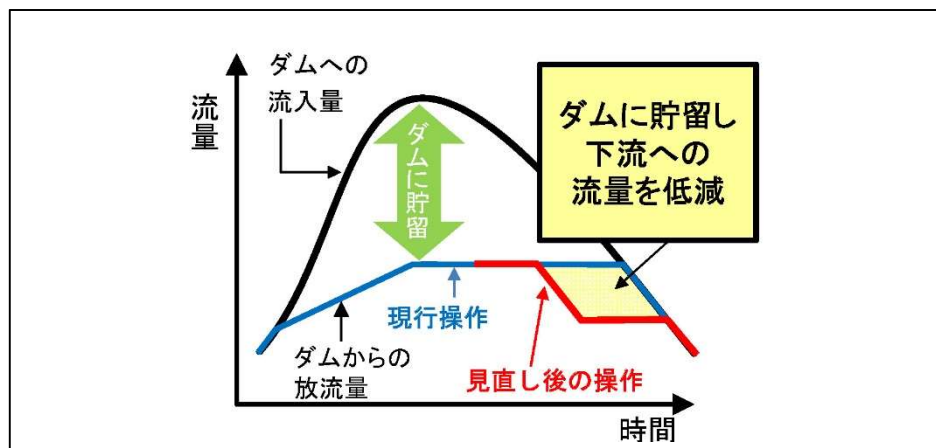 ダムへの
流入量
流量
ダムに貯留
ダムに貯留し
下流への
流量を低減
現行操作
ダムからの
放流量
見直し後の操作
時間